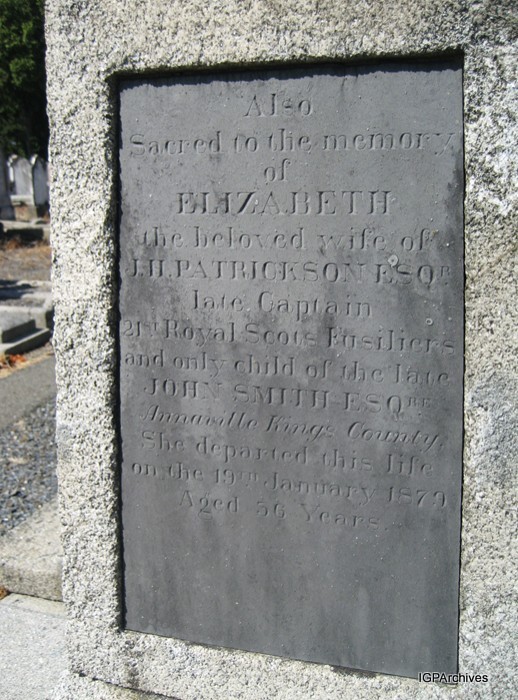 Also
Sacred to the memory
of
ELIZABETH
the beloved wife of
J.H. PATRICKSON ESQR
late Captain
21st Royal Scots Fusiliers
and only child of the late
JOHN SMITH ESQRE
Annaville Kings County.
She departed this life
on the 19TH January 1879
Aged 56 Years.
IGPArchives